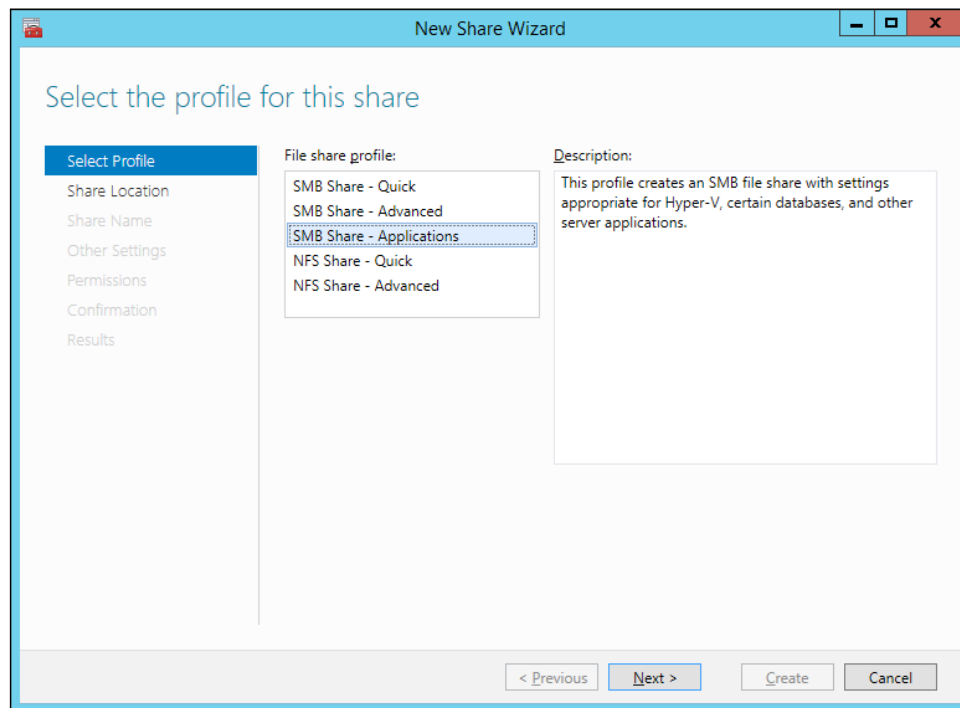 New Share Wizard
Select the profile for this share
Select Profile
Share Location
Share Name
Other Settings
Permissions
Confirmation
Results
File share profile:
SMB Share - Quick
SMB Share - Advanced
SMB Share - Applications
NFS Share - Quick
NFS Share - Advanced
Description:
This profile creates an SMB file share with settings
appropriate for Hyper-V, certain databases, and other
server applications.
< Previous
Next >
Create
Cancel